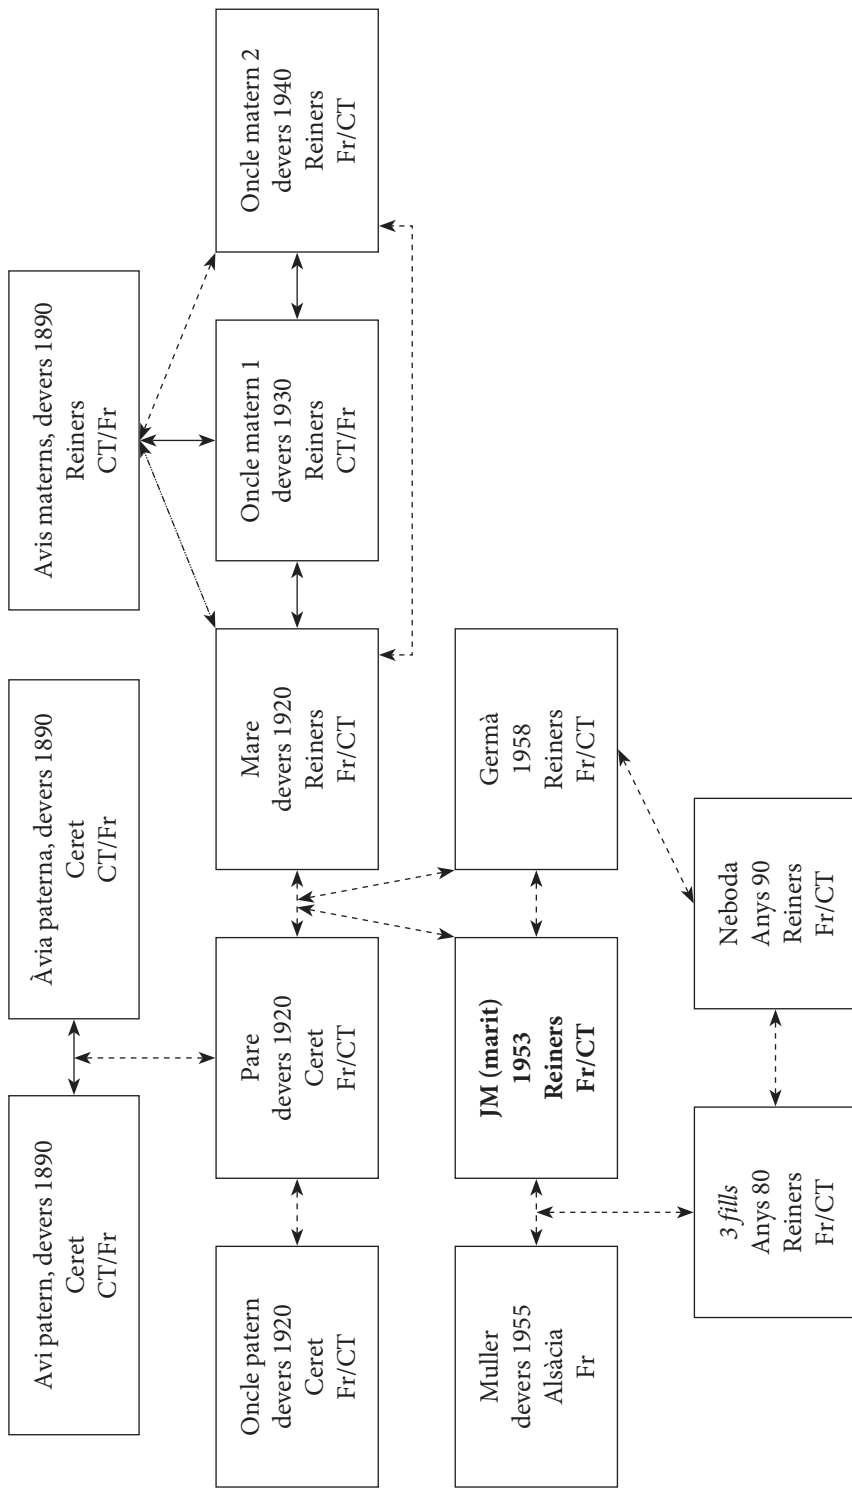 Avi patern, devers 1890
Ceret
CT/Fr
Àvia paterna, devers 1890
Ceret
CT/Fr
Avis materns, devers 1890
Reiners
CT/Fr
Oncle patern
devers 1920
Ceret
Fr/CT
Pare
devers 1920
Ceret
Fr/CT
Mare
devers 1920
Reiners
Fr/CT
Oncle matern 1
devers 1930
Reiners
CT/Fr
Oncle matern 2
devers 1940
Reiners
Fr/CT
Muller
devers 1955
Alsàcia
Fr
JM (marit)
1953
Reiners
Fr/CT
Germà
1958
Reiners
Fr/CT
3 fills
Anys 80
Reiners
Fr/CT
Neboda
Anys 90
Reiners
Fr/CT